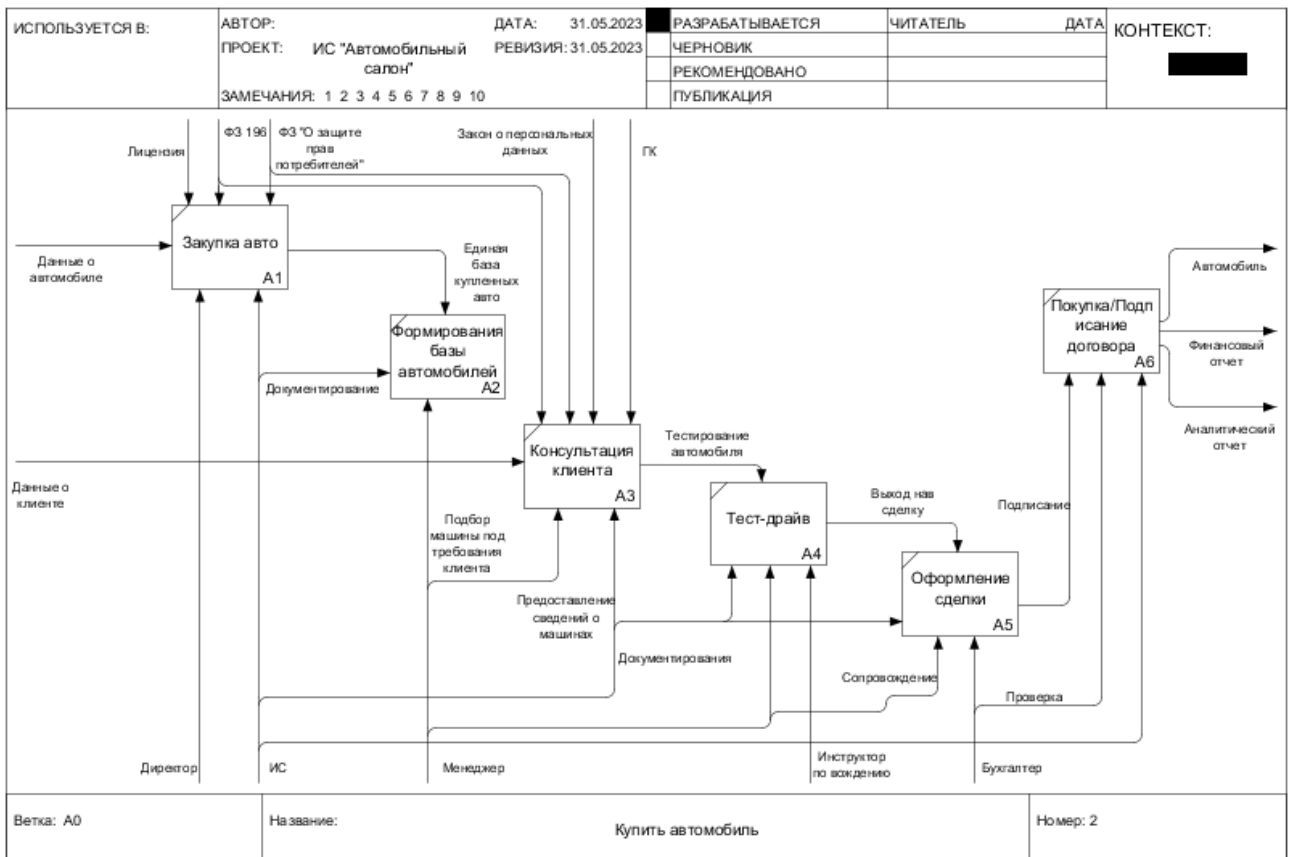 ИСПОЛЬЗУЕТСЯ В:
АВТОР:
ДАТА: 31.05.2023
ПРОЕКТ: ИС "Автомобильный
салон"
РЕВИЗИЯ: 31.05.2023
ЗАМЕЧАНИЯ: 1 2 3 4 5 6 7 8 9 10
РАЗРАБАТЫВАЕТСЯ
ЧЕРНОВИК
РЕКОМЕНДОВАНО
ПУБЛИКАЦИЯ
ЧИТАТЕЛЬ
ДАТА
КОНТЕКСТ:
Лицензия
ФЗ 196
ФЗ "О защите
прав
потребителей"
Закон о персональных
данных
ГК
Данные о
автомобиле
Закупка авто
A1
Единая
база
купленных
авто
Формирования
базы
автомобилей
A2
Документирование
Данные о
клиенте
Консультация
клиента
A3
Тестирование
автомобиля
Тест-драйв
A4
Выход нав
сделку
Оформление
сделки
A5
Подписание
Покупка/Подп
исание
договора
A6
Автомобиль
Финансовый
отчет
Аналитический
отчет
Подбор
машины под
требования
клиента
Предоставление
сведений о
машинах
Документирования
Сопровождение
Проверка
Директор
ИС
Менеджер
Инструктор
по вождению
Бухгалтер
Ветка: A0
Название:
Купить автомобиль
Номер: 2